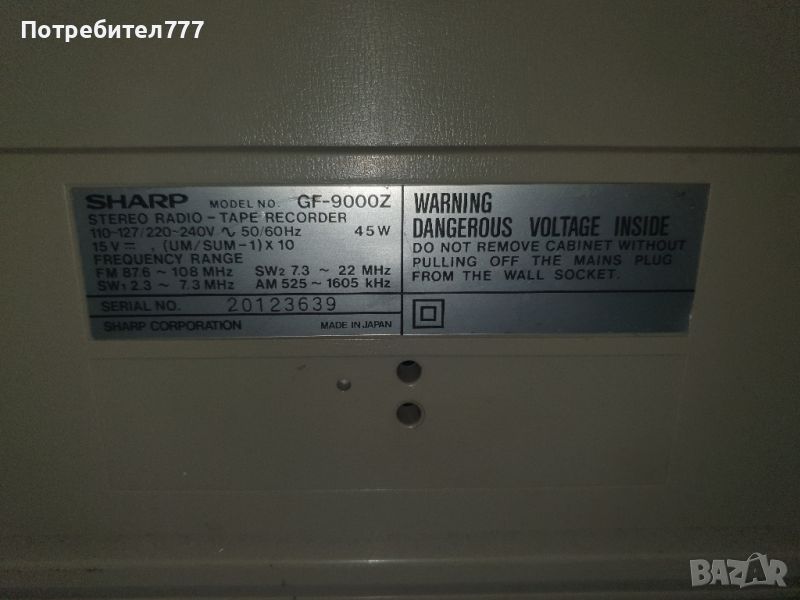 Потребител777
SHARP MODEL NO. GF-9000Z
STEREO RADIO-TAPE RECORDER
110-127/220~240V ∿ 50/60Hz 45W
15V ⎓ , (UM/SUM-1) X 10
FREQUENCY RANGE
FM 87.6 ~ 108 MHz SW2 7.3 ~ 22 MHz
SW1 2.3 ~ 7.3 MHz AM 525 ~ 1605 kHz
SERIAL NO. 20123639
SHARP CORPORATION MADE IN JAPAN
WARNING
DANGEROUS VOLTAGE INSIDE
DO NOT REMOVE CABINET WITHOUT
PULLING OFF THE MAINS PLUG
FROM THE WALL SOCKET.
BAZAR